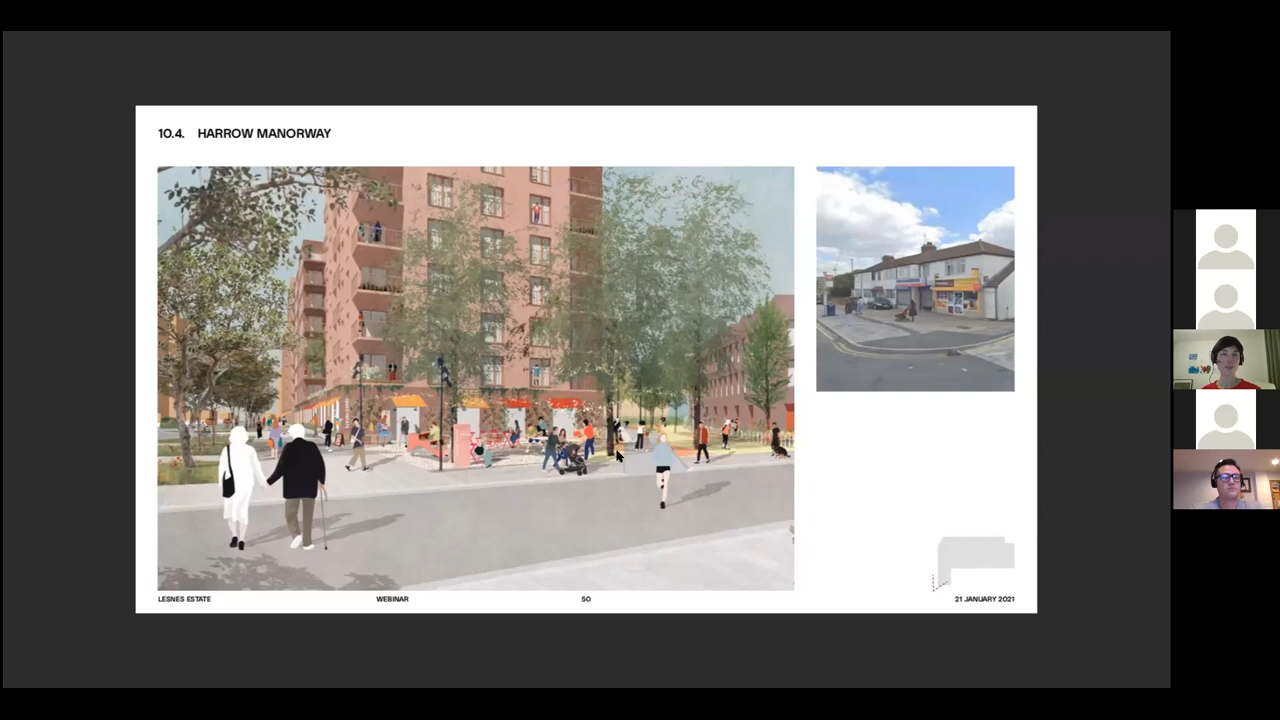 10.4. HARROW MANORWAY
LESNES ESTATE
WEBINAR
50
21 JANUARY 2021